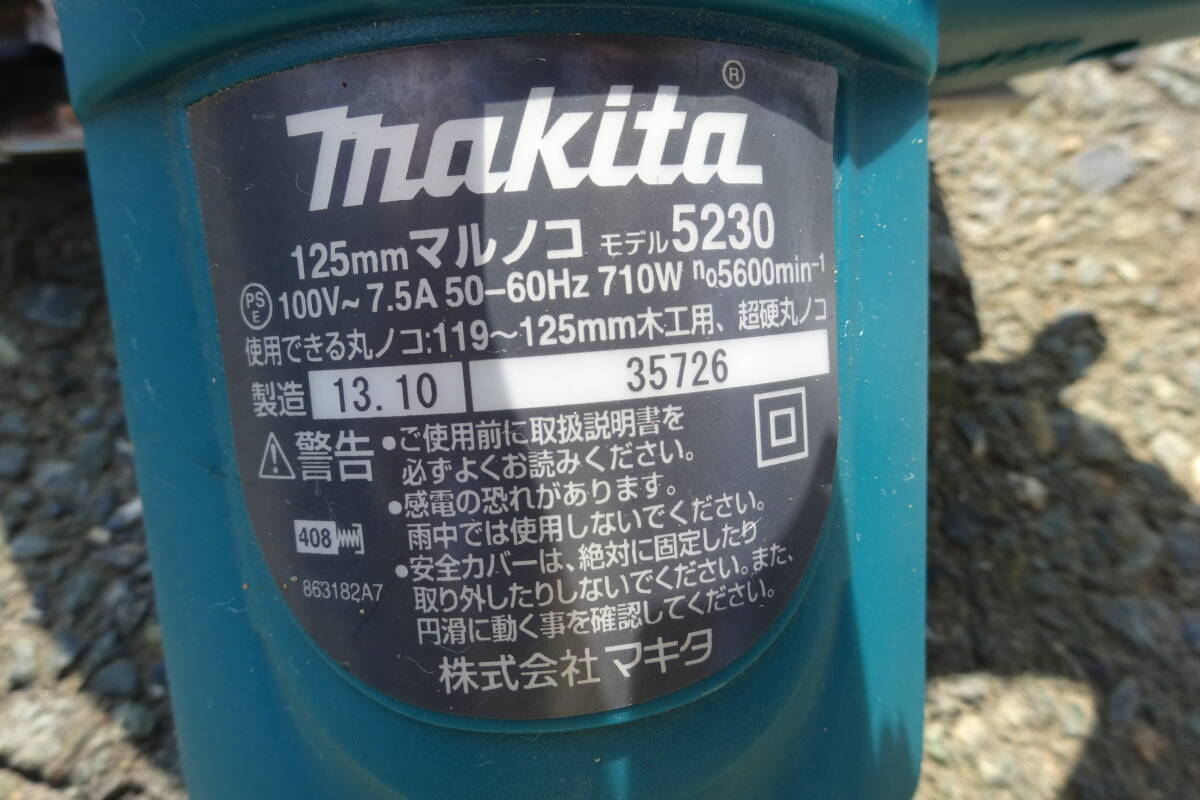 makita®
125mmマルノコ モデル5230
PS E 100V~ 7.5A 50-60Hz 710W n₀5600min⁻¹
使用できる丸ノコ:119〜125mm木工用、超硬丸ノコ
製造 13.10 35726
⚠警告 •ご使用前に取扱説明書を
必ずよくお読みください。
•感電の恐れがあります。
雨中では使用しないでください。
•安全カバーは、絶対に固定したり
取り外したりしないでください。また、
円滑に動く事を確認してください。
408
863182A7
株式会社 マキタ